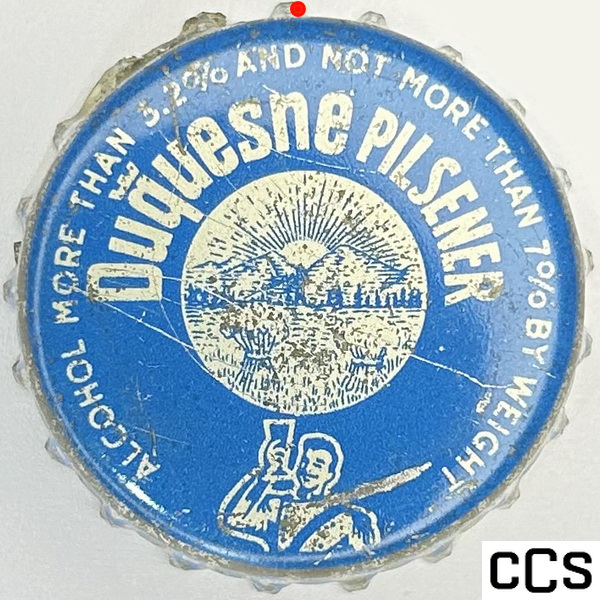 ALCOHOL MORE THAN 3.2% AND NOT MORE THAN 7% BY WEIGHT
Duquesne PILSENER
CCS